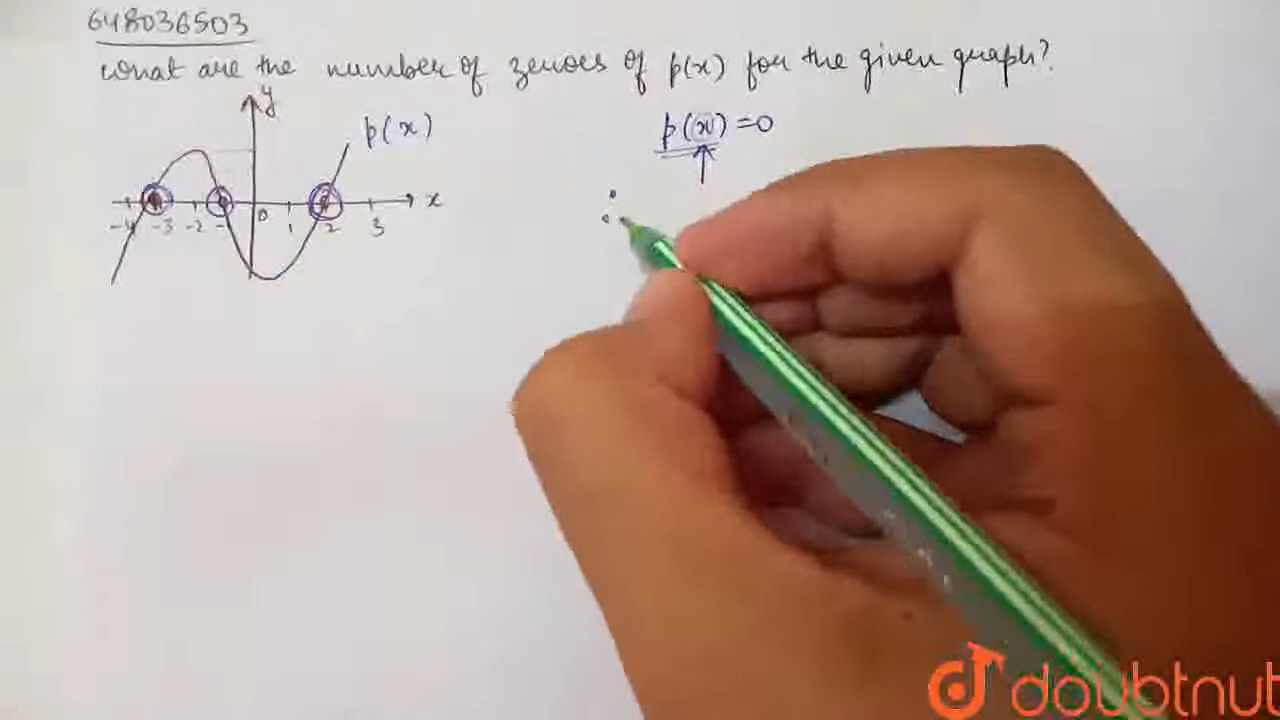 648036503
What are the number of zeroes of p(x) for the given graph?
y
p(x)
p(x) = 0
x
-4 -3 -2 - 0 1 2 3
∴
doubtnut